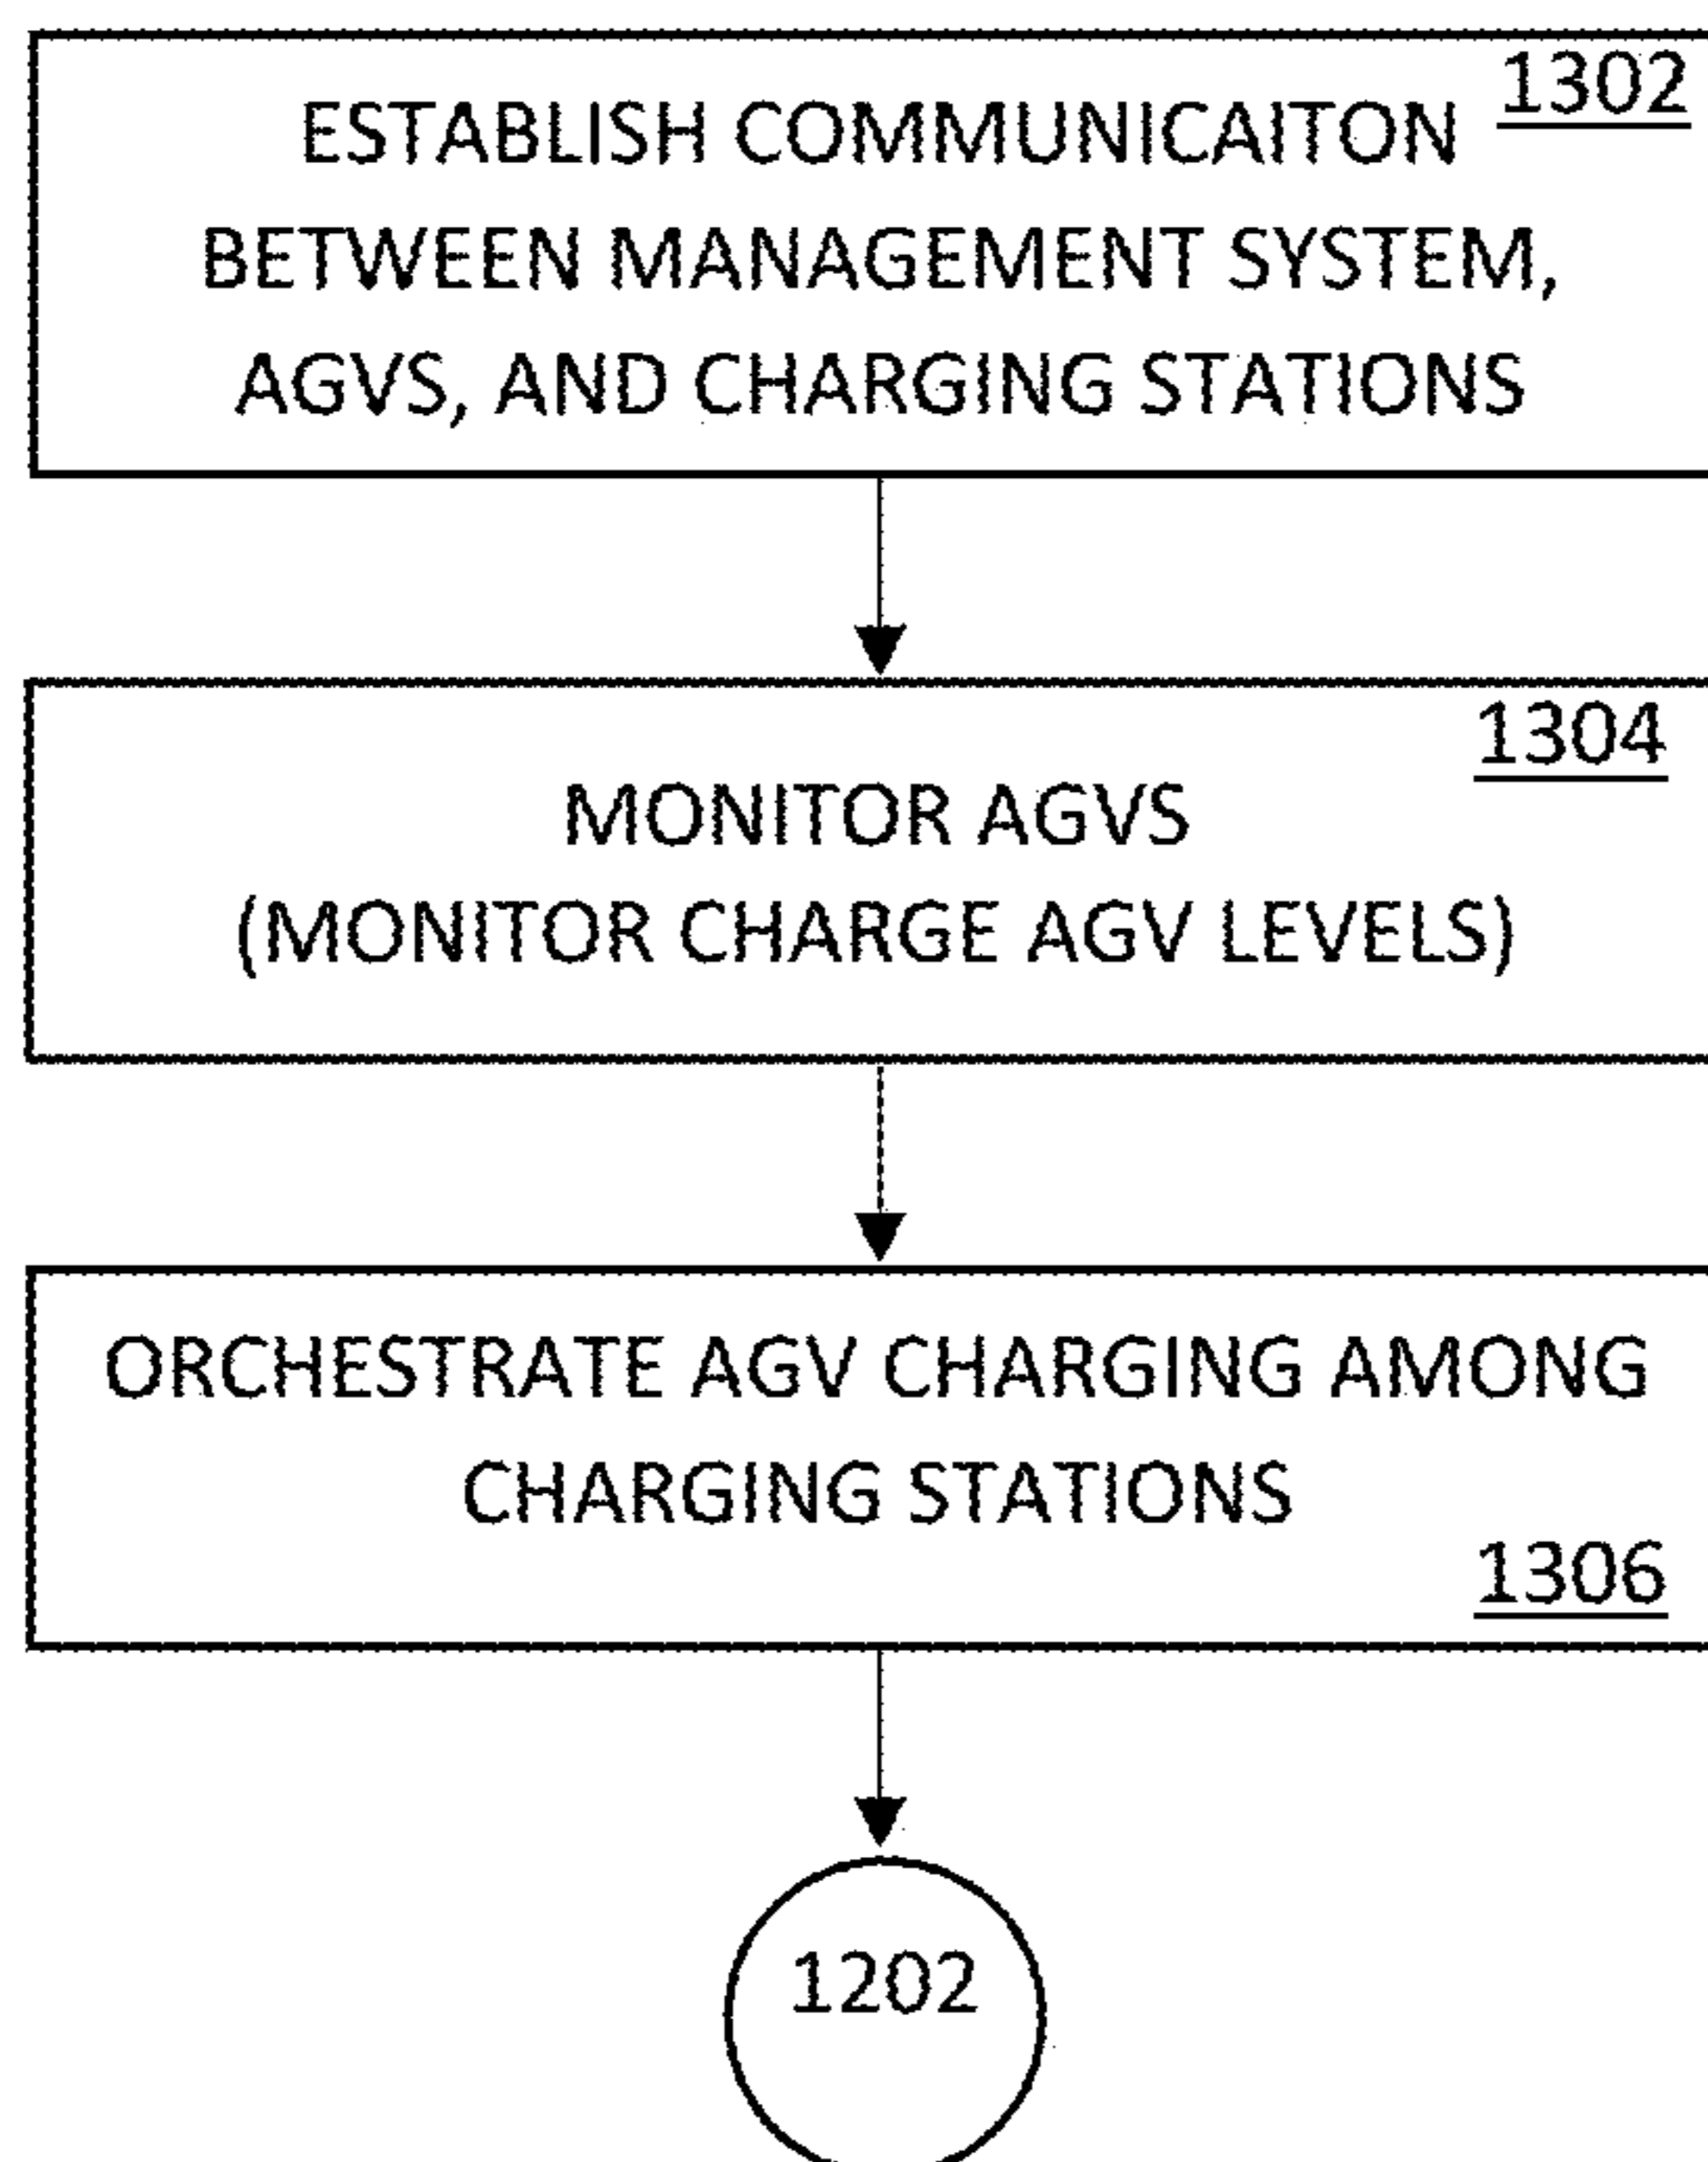 1302
ESTABLISH COMMUNICAITON
BETWEEN MANAGEMENT SYSTEM,
AGVS, AND CHARGING STATIONS
1304
MONITOR AGVS
(MONITOR CHARGE AGV LEVELS)
ORCHESTRATE AGV CHARGING AMONG
CHARGING STATIONS
1306
1202